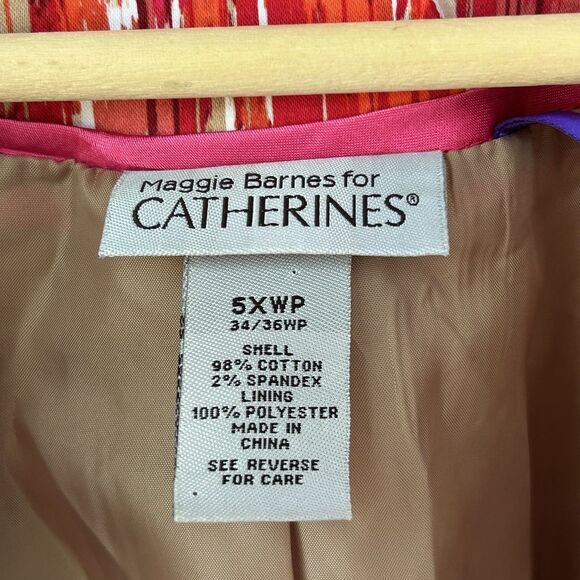 Maggie Barnes for
CATHERINES®
5XWP
34/36WP
SHELL
98% COTTON
2% SPANDEX
LINING
100% POLYESTER
MADE IN
CHINA
SEE REVERSE
FOR CARE